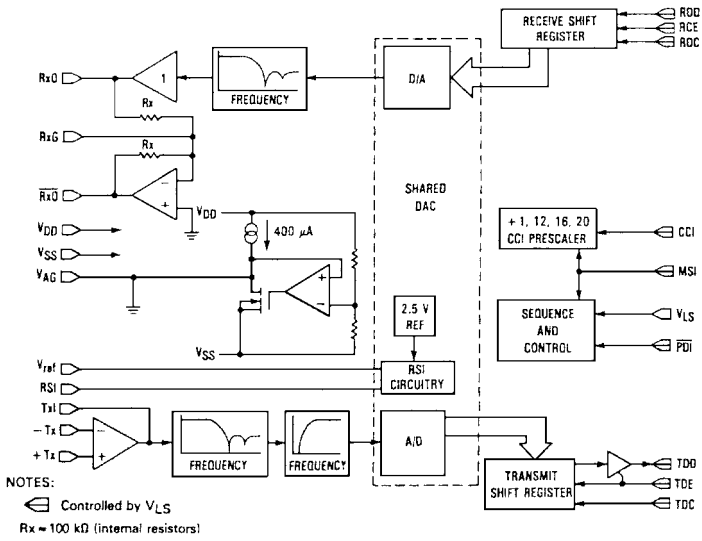 RECEIVE SHIFT
REGISTER
RDD
RCE
RDC
RxO
1
FREQUENCY
D/A
Rx
RxG
Rx
RxO
VDD
VSS
VAG
VDD
400 µA
+
−
VSS
−
+
SHARED
DAC
÷ 1, 12, 16, 20
CCI PRESCALER
CCI
MSI
SEQUENCE
AND
CONTROL
VLS
PDI
2.5 V
REF
Vref
RSI
RSI
CIRCUITRY
TxI
− Tx
+ Tx
−
+
FREQUENCY
FREQUENCY
A/D
TRANSMIT
SHIFT REGISTER
TDD
TDE
TDC
NOTES:
Controlled by VLS
Rx ≈ 100 kΩ (internal resistors)